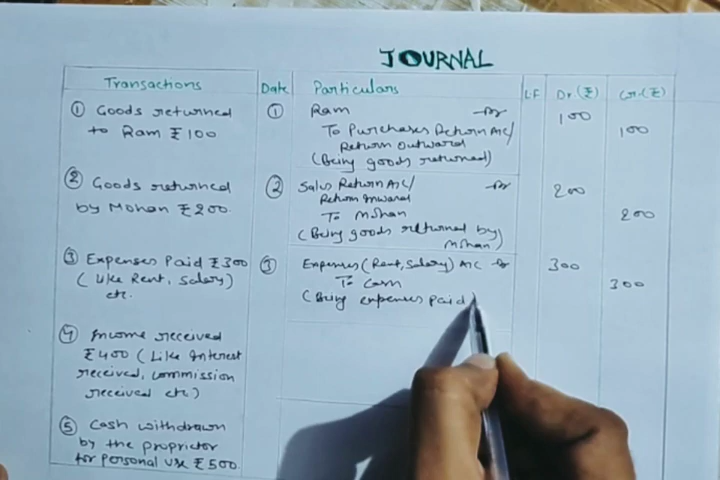 JOURNAL
Transactions Date Particulars LF Dr(₹) Cr.(₹)
① Goods returned
to Ram ₹100
② Goods returned
by Mohan ₹200
③ Expenses Paid ₹300
(Like Rent, Salary)
etc.
④ Income received
₹400 (Like Interest
received, commission
received etc)
⑤ Cash withdrawn
by the proprietor
for personal use ₹500
① Ram Dr 100
To Purchases Return A/C/ 100
Return Outward
(Being goods returned)
② Sales Return A/C/ Dr 200
Return Inward
To Mohan 200
(Being goods returned by
Mohan)
③ Expenses (Rent, Salary) A/C Dr 300
To Cash 300
(Being expenses paid)